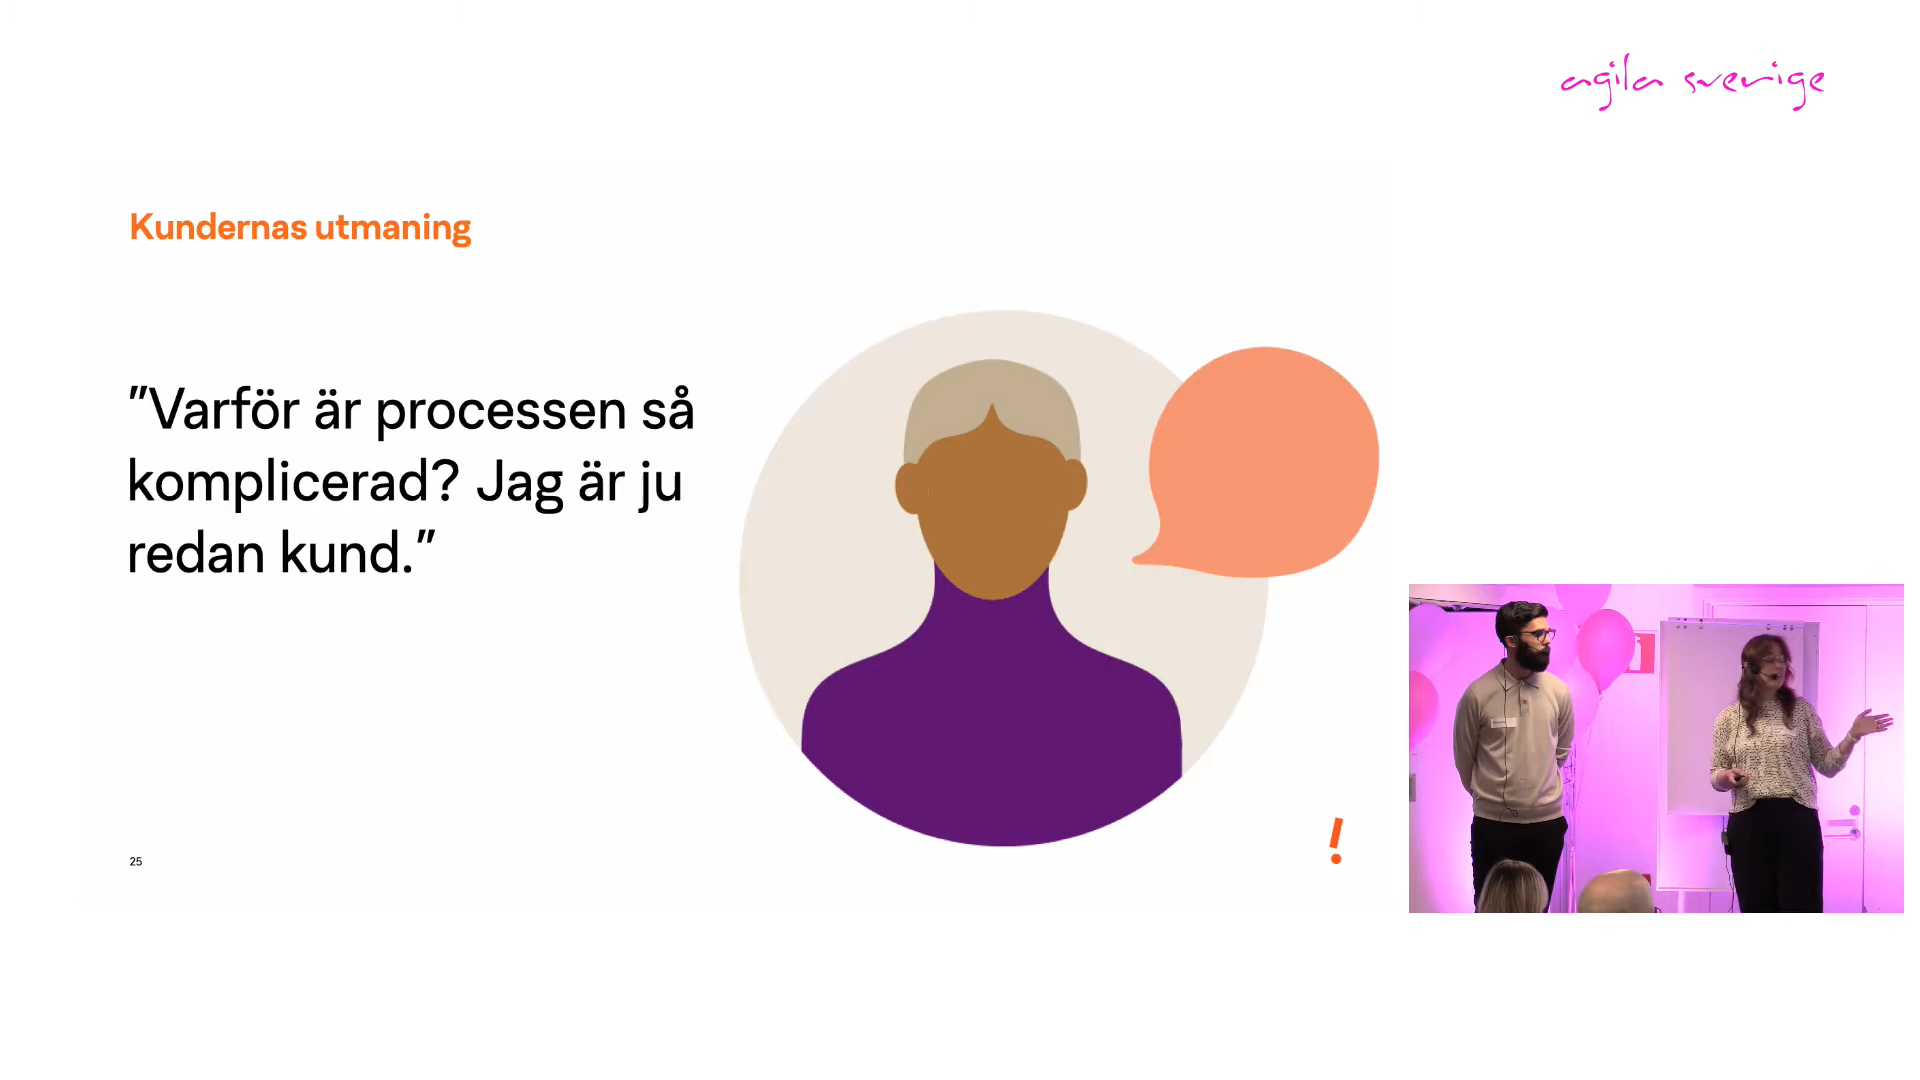 agila sverige
Kundernas utmaning
”Varför är processen så
komplicerad? Jag är ju
redan kund.”
!
25